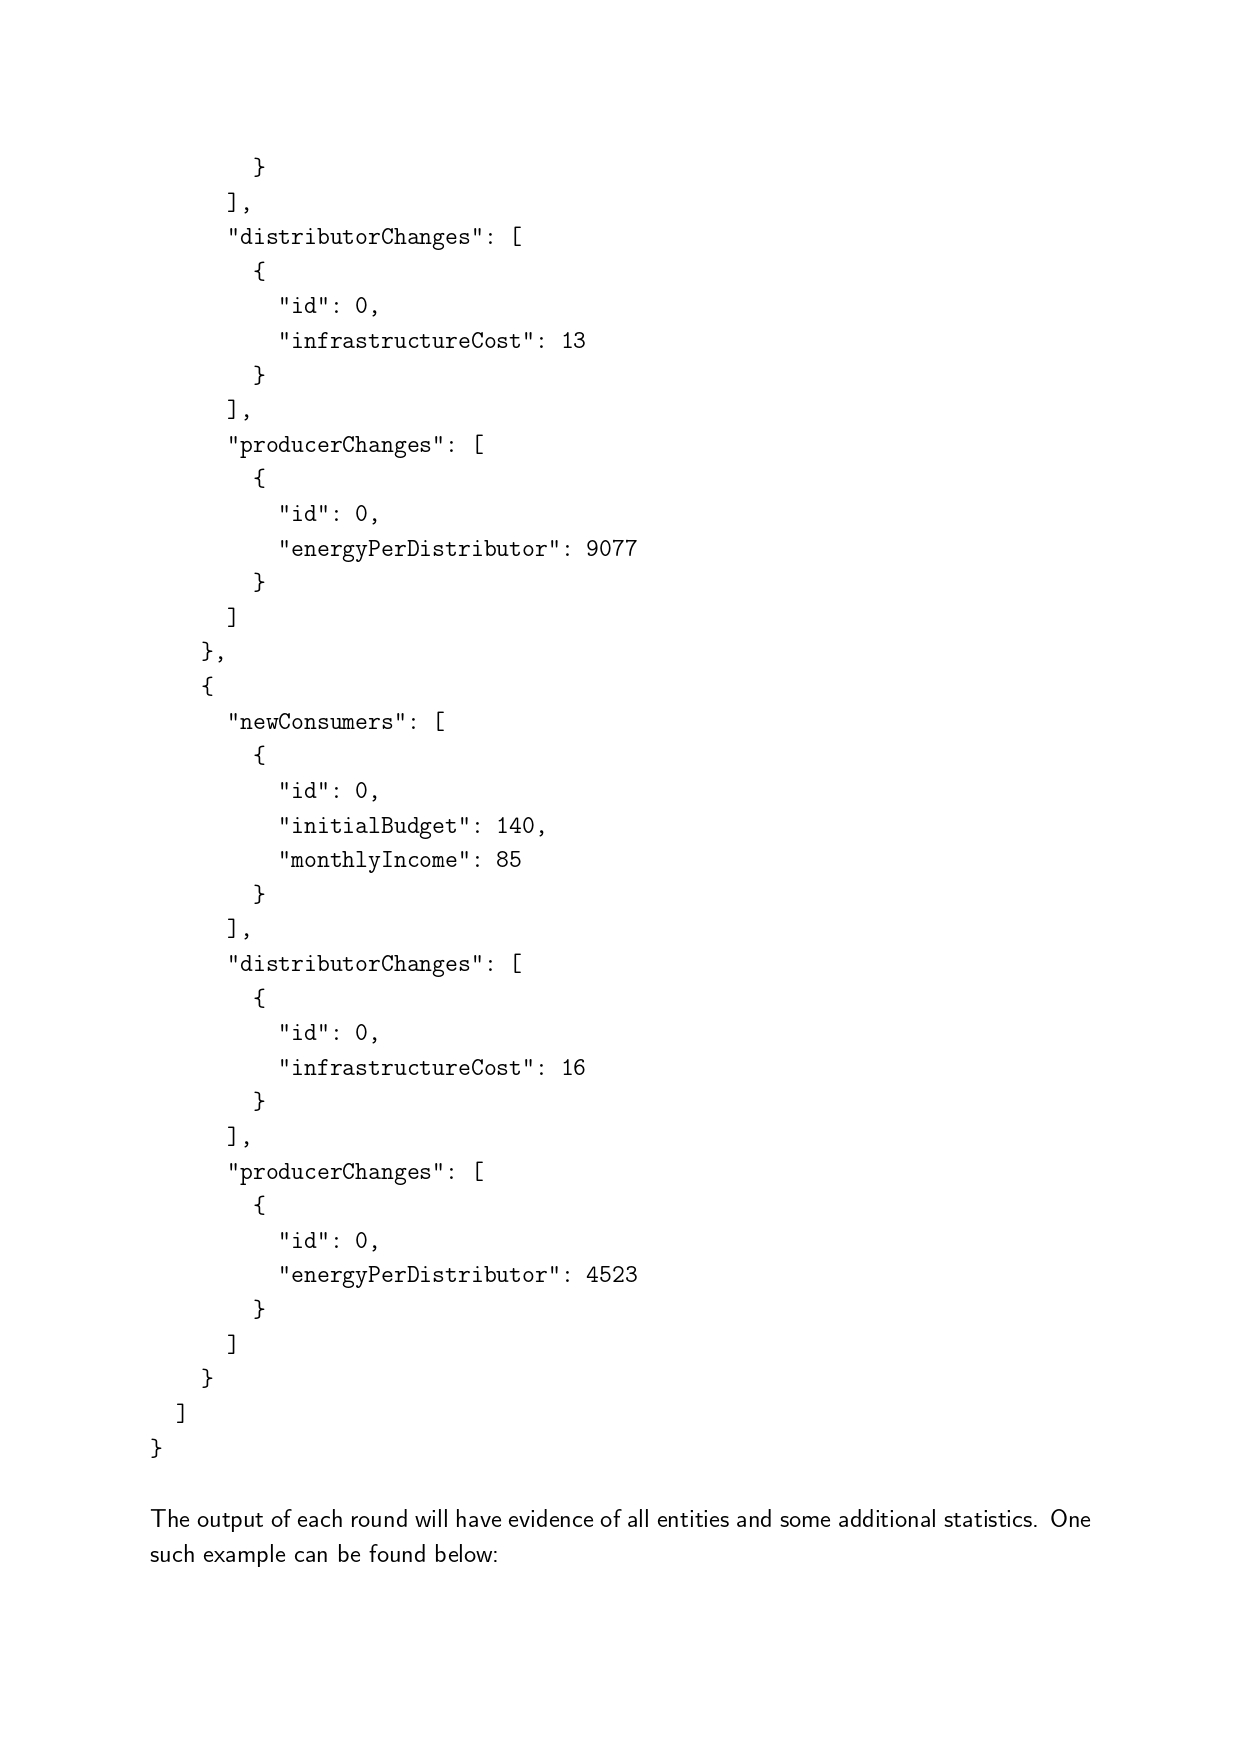 }
      ],
      "distributorChanges": [
        {
          "id": 0,
          "infrastructureCost": 13
        }
      ],
      "producerChanges": [
        {
          "id": 0,
          "energyPerDistributor": 9077
        }
      ]
    },
    {
      "newConsumers": [
        {
          "id": 0,
          "initialBudget": 140,
          "monthlyIncome": 85
        }
      ],
      "distributorChanges": [
        {
          "id": 0,
          "infrastructureCost": 16
        }
      ],
      "producerChanges": [
        {
          "id": 0,
          "energyPerDistributor": 4523
        }
      ]
    }
  ]
}
The output of each round will have evidence of all entities and some additional statistics. One
such example can be found below: